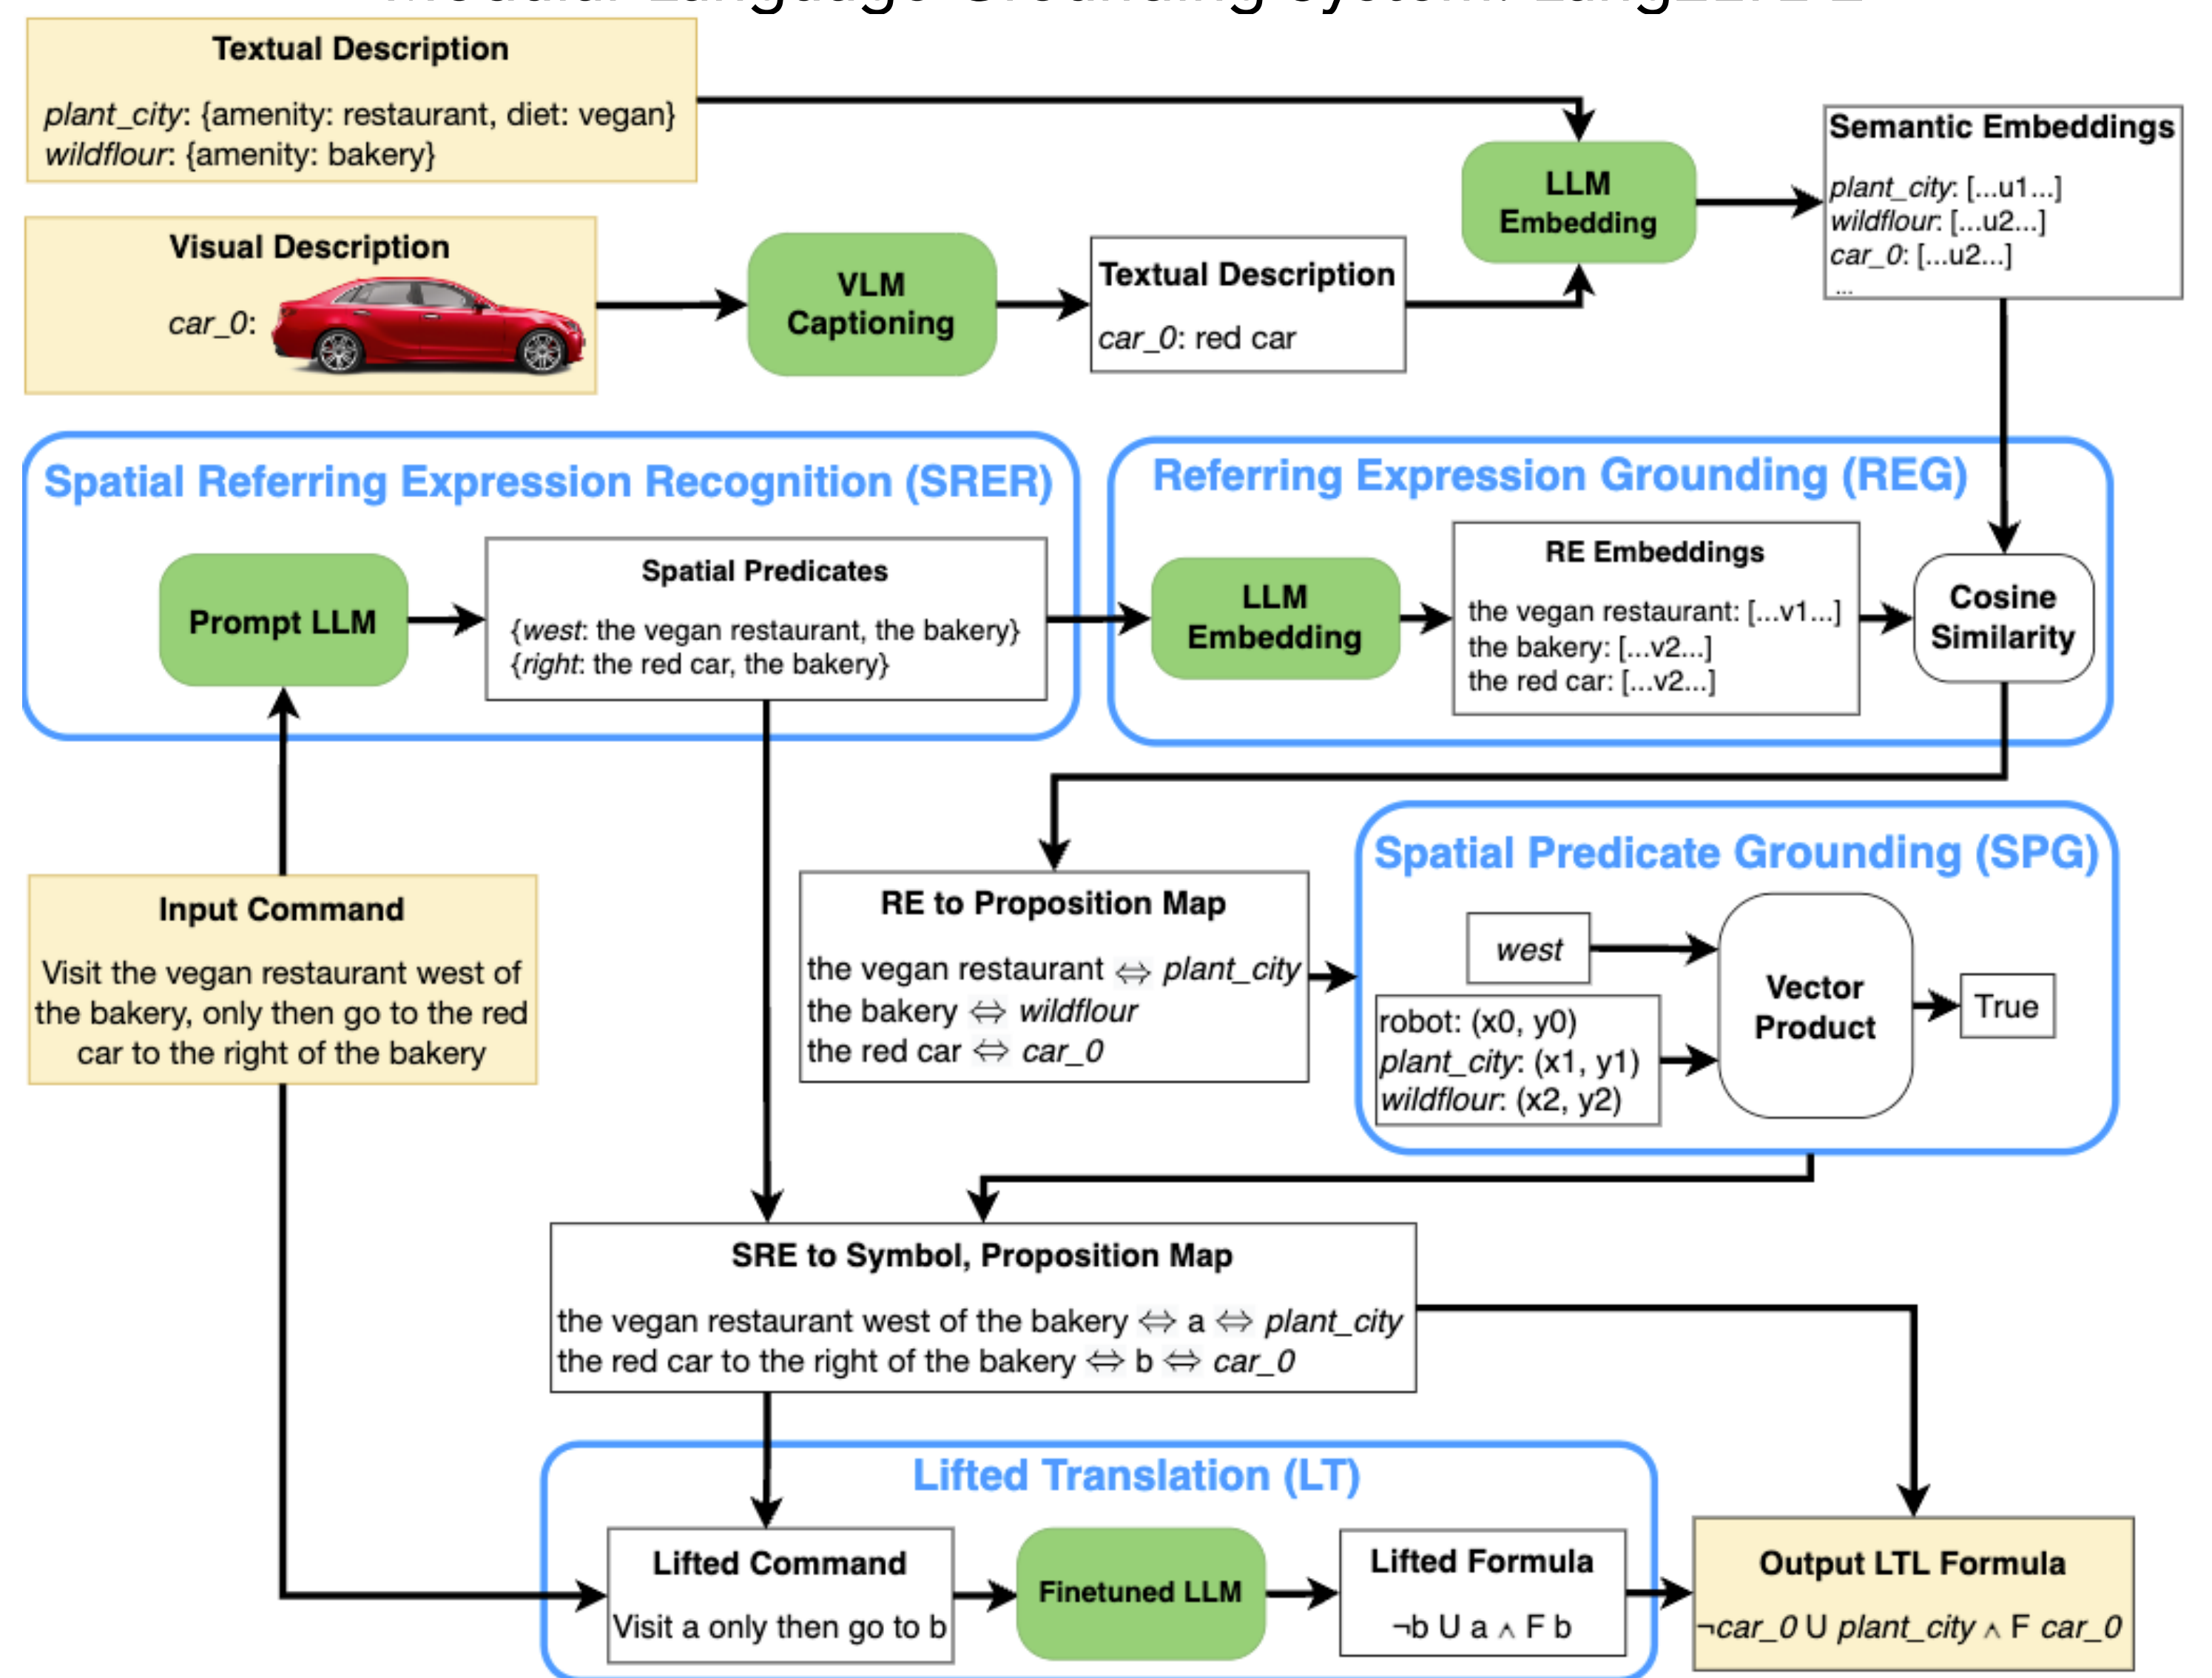 Modular Language Grounding System: Lang2LTL-2
Textual Description
plant_city: {amenity: restaurant, diet: vegan}
wildflour: {amenity: bakery}
LLM
Embedding
Semantic Embeddings
plant_city: [...u1...]
wildflour: [...u2...]
car_0: [...u2...]
...
Visual Description
car_0:
VLM
Captioning
Textual Description
car_0: red car
Spatial Referring Expression Recognition (SRER)
Prompt LLM
Spatial Predicates
{west: the vegan restaurant, the bakery}
{right: the red car, the bakery}
Referring Expression Grounding (REG)
LLM
Embedding
RE Embeddings
the vegan restaurant: [...v1...]
the bakery: [...v2...]
the red car: [...v2...]
Cosine
Similarity
Input Command
Visit the vegan restaurant west of
the bakery, only then go to the red
car to the right of the bakery
RE to Proposition Map
the vegan restaurant ⇔ plant_city
the bakery ⇔ wildflour
the red car ⇔ car_0
Spatial Predicate Grounding (SPG)
west
robot: (x0, y0)
plant_city: (x1, y1)
wildflour: (x2, y2)
Vector
Product
True
SRE to Symbol, Proposition Map
the vegan restaurant west of the bakery ⇔ a ⇔ plant_city
the red car to the right of the bakery ⇔ b ⇔ car_0
Lifted Translation (LT)
Lifted Command
Visit a only then go to b
Finetuned LLM
Lifted Formula
¬b U a ∧ F b
Output LTL Formula
¬car_0 U plant_city ∧ F car_0